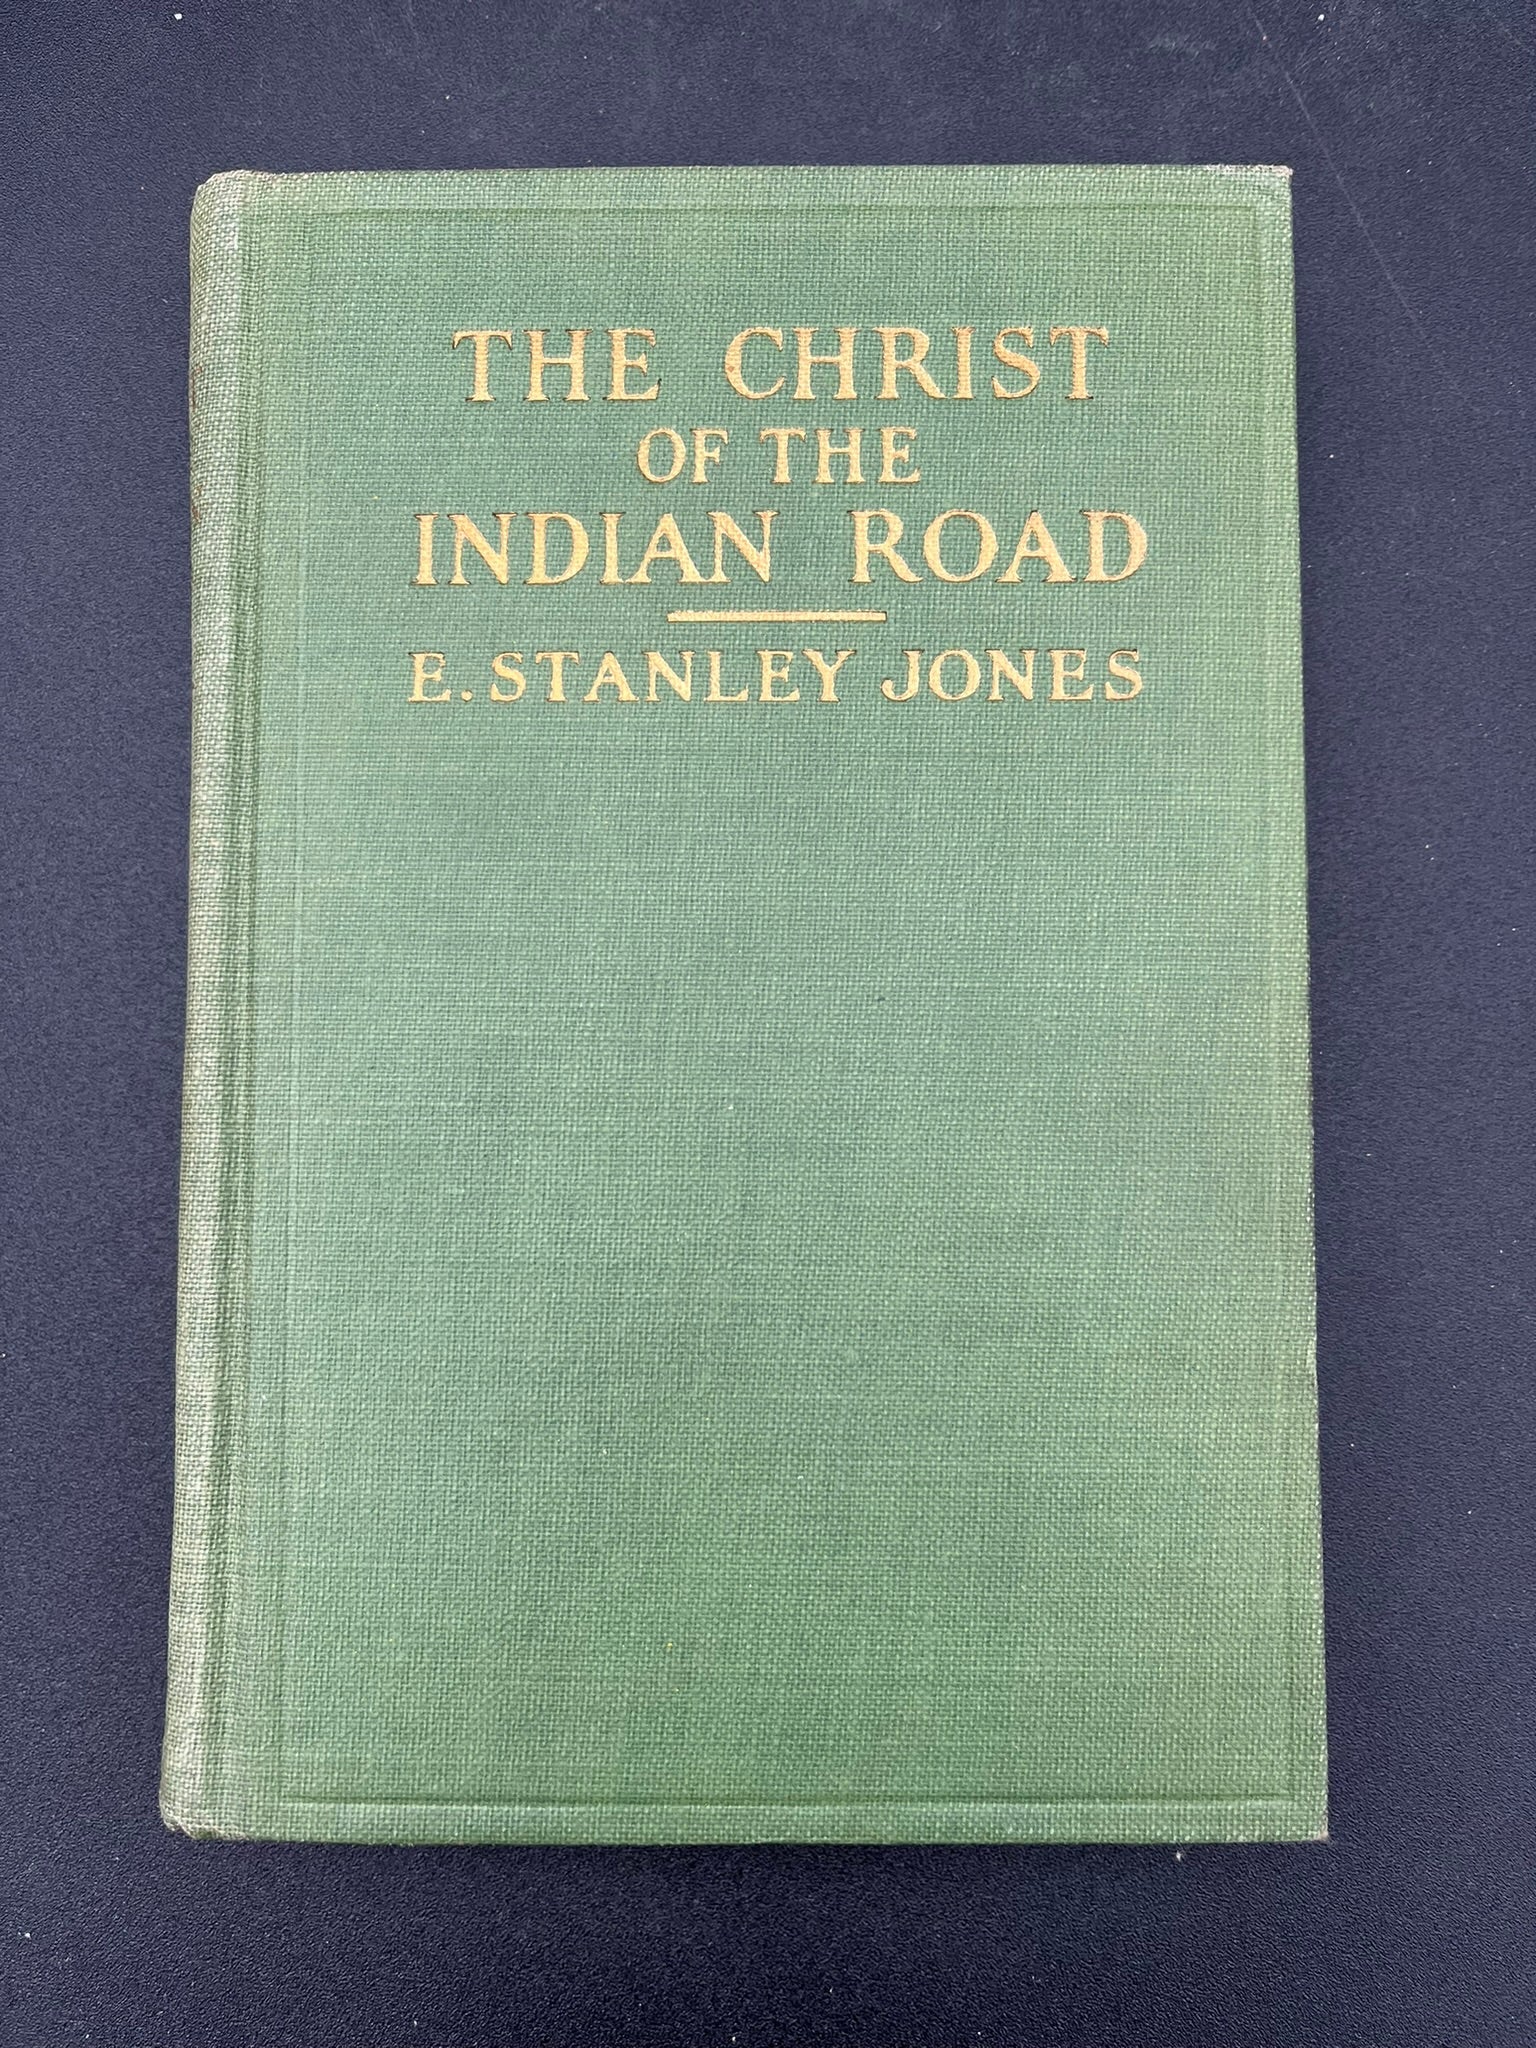 THE CHRIST
OF THE
INDIAN ROAD
E. STANLEY JONES